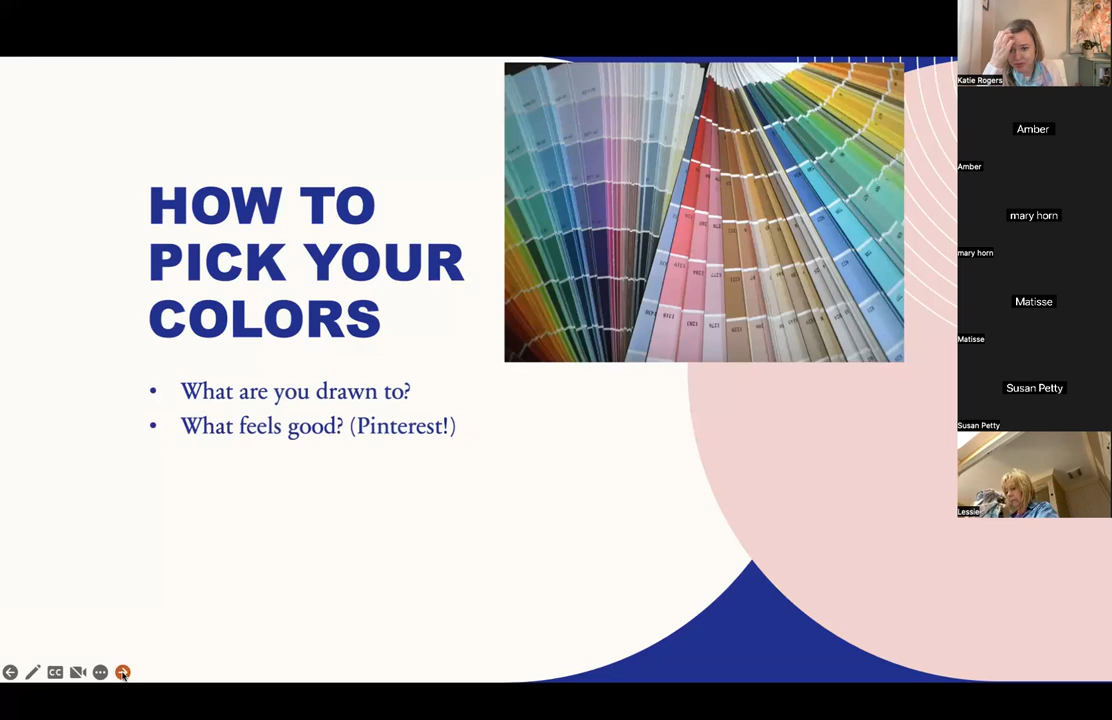 HOW TO
PICK YOUR
COLORS
• What are you drawn to?
• What feels good? (Pinterest!)
Katie Rogers
Amber
Amber
mary horn
mary horn
Matisse
Matisse
Susan Petty
Susan Petty
Lessie
CC